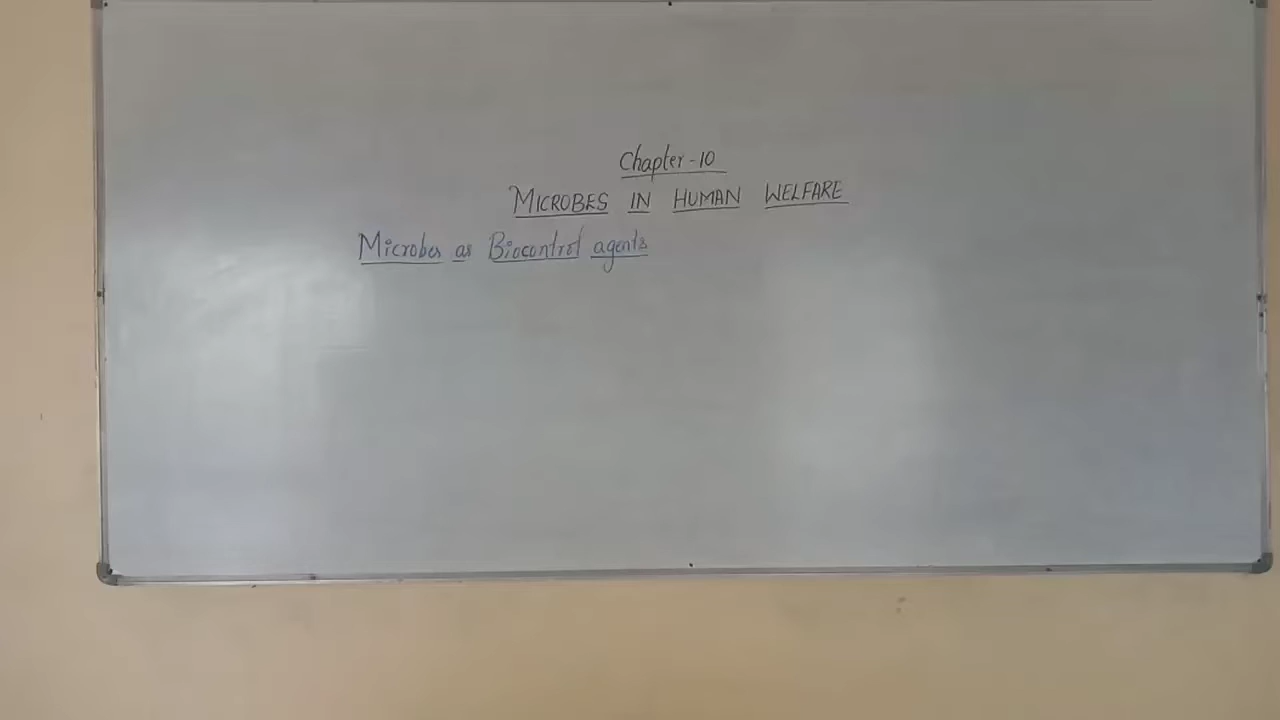 Chapter-10
MICROBES IN HUMAN WELFARE
Microbes as Biocontrol agents